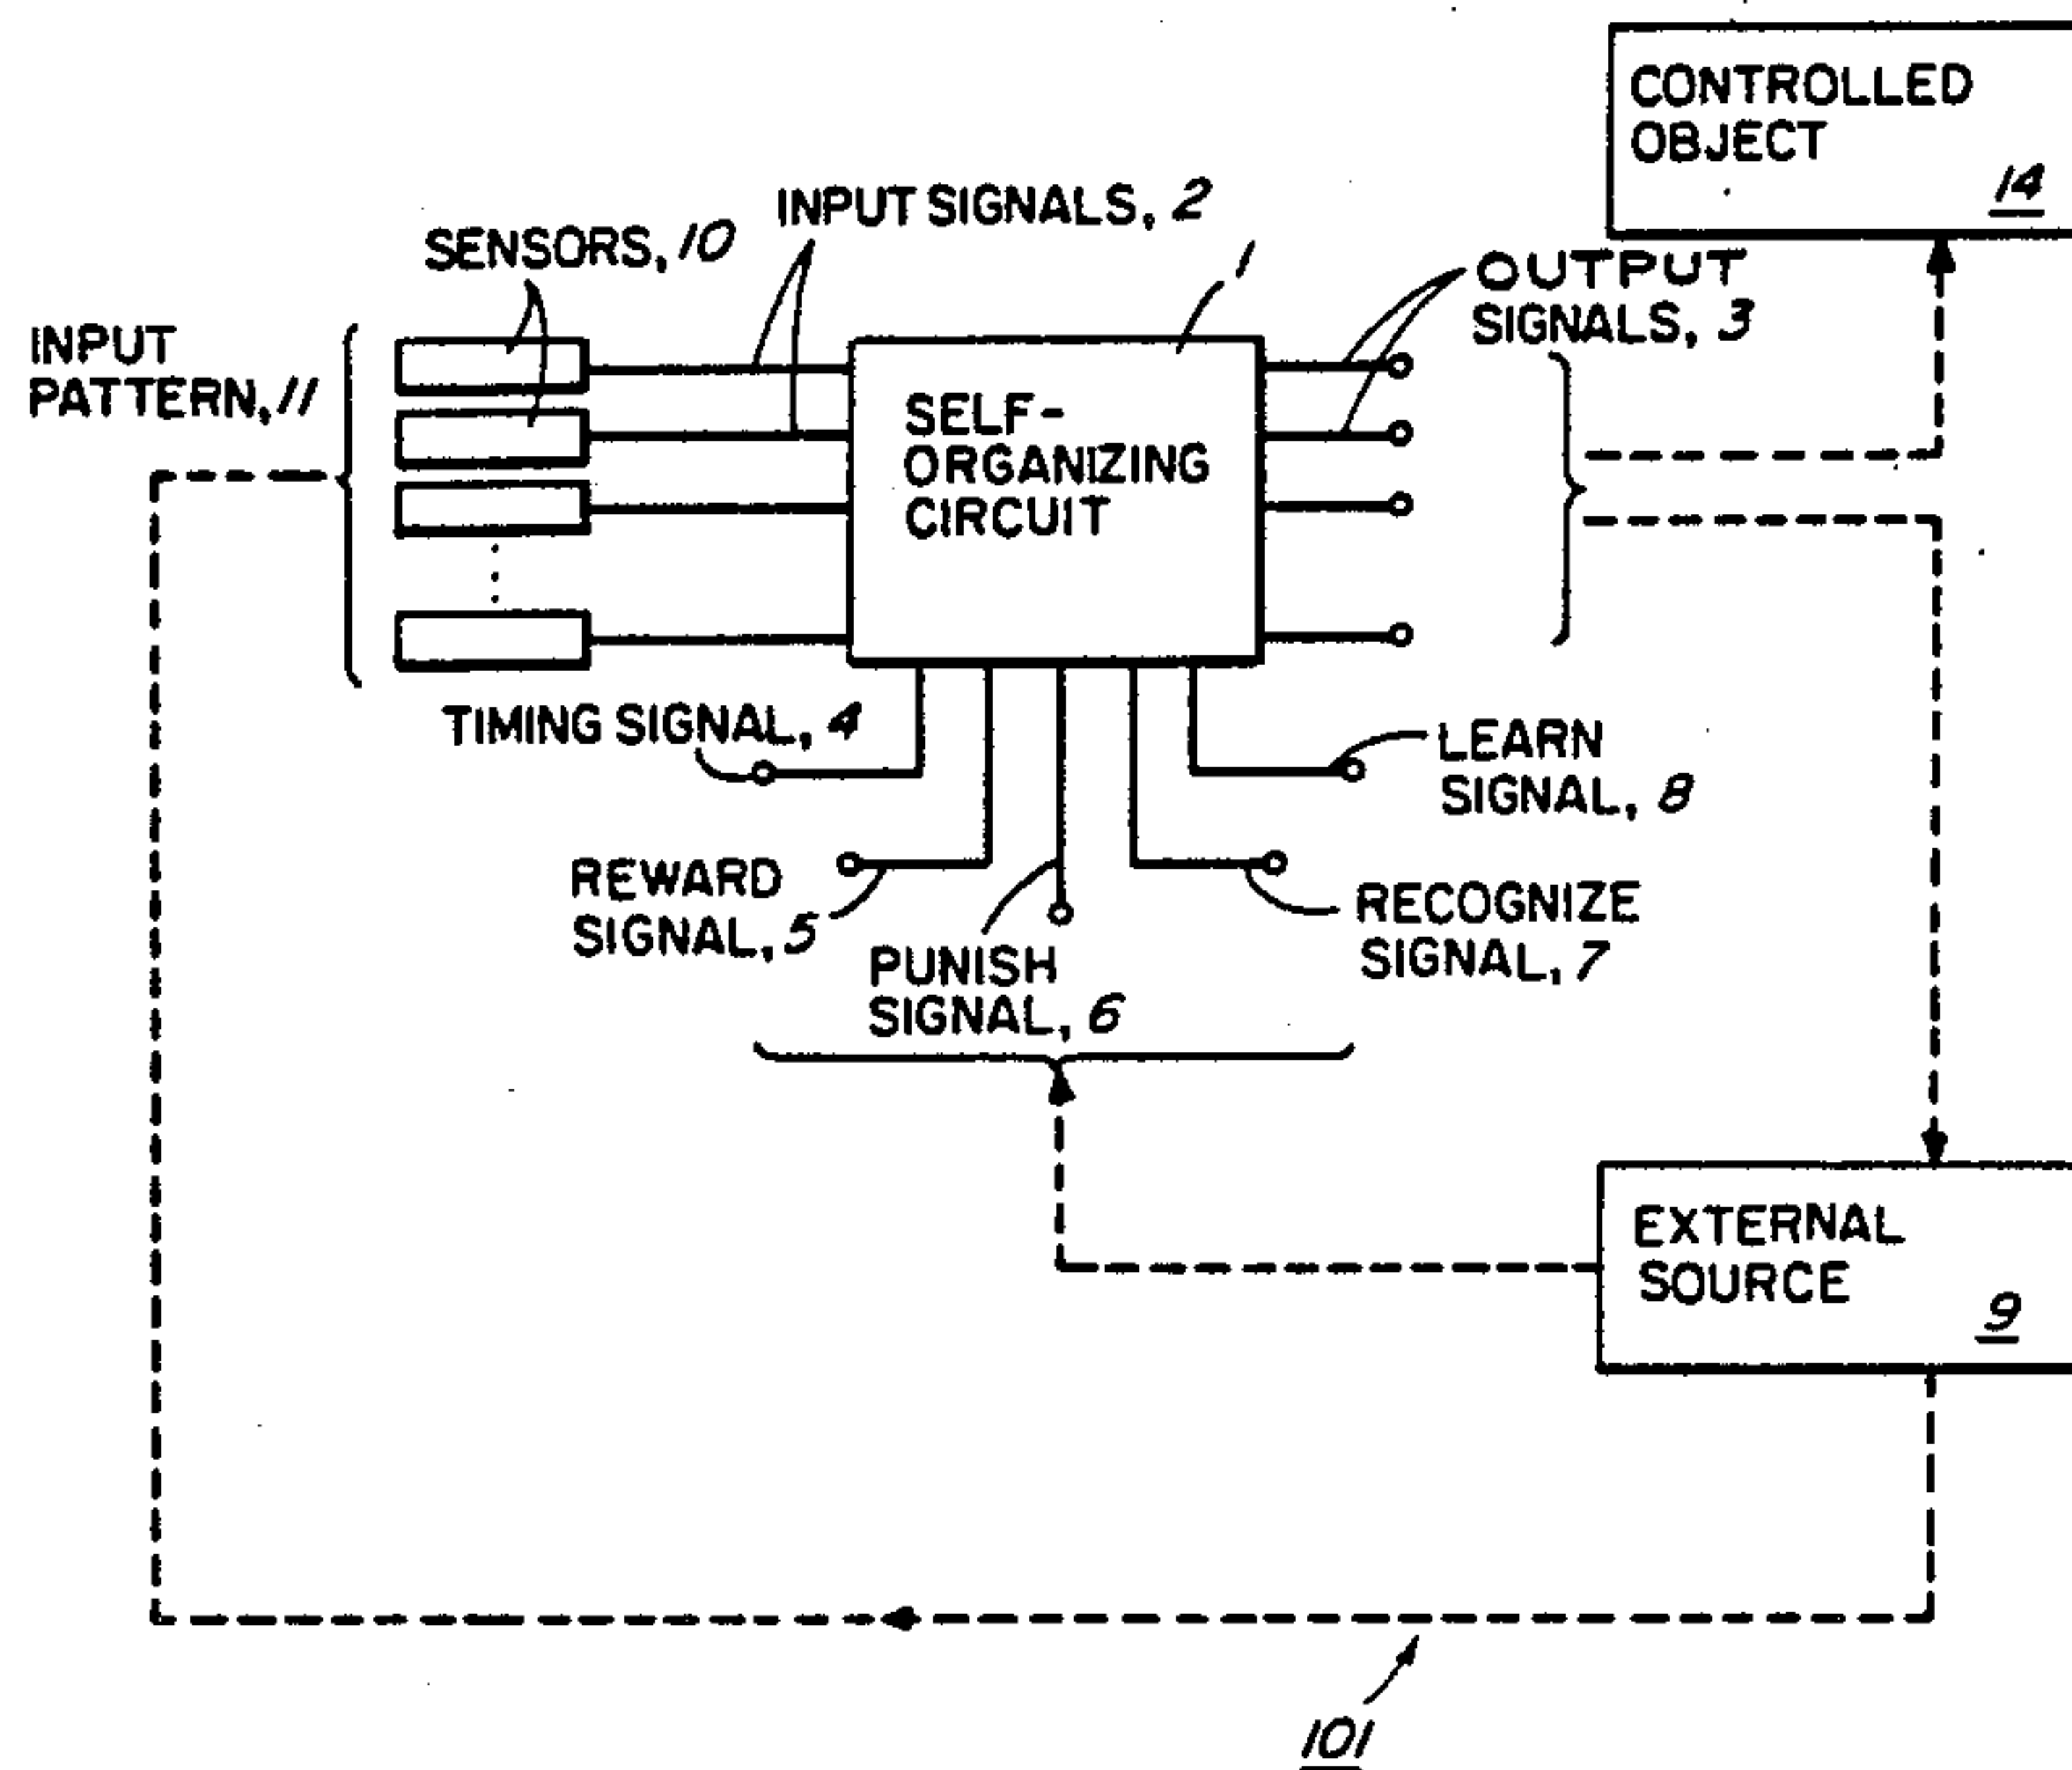 CONTROLLED
OBJECT
14
INPUT SIGNALS, 2
SENSORS, 10
1
OUTPUT
SIGNALS, 3
INPUT
PATTERN, 11
SELF-
ORGANIZING
CIRCUIT
TIMING SIGNAL, 4
LEARN
SIGNAL, 8
REWARD
SIGNAL, 5
RECOGNIZE
SIGNAL, 7
PUNISH
SIGNAL, 6
EXTERNAL
SOURCE
9
101